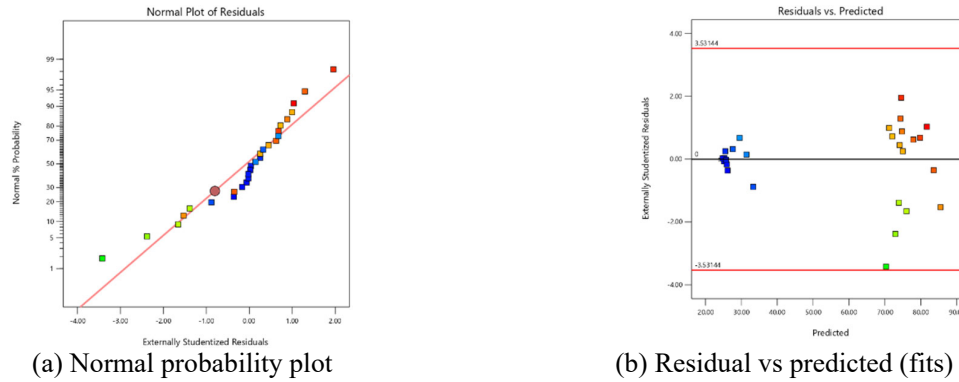 Normal Plot of Residuals
Normal % Probability
99
95
90
80
70
50
30
20
10
5
1
-4.00 -3.00 -2.00 -1.00 0.00 1.00 2.00
Externally Studentized Residuals
(a) Normal probability plot
Residuals vs. Predicted
Externally Studentized Residuals
4.00
3.53144
2.00
0
0.00
-2.00
-3.53144
-4.00
20.00 30.00 40.00 50.00 60.00 70.00 80.00 90
Predicted
(b) Residual vs predicted (fits)